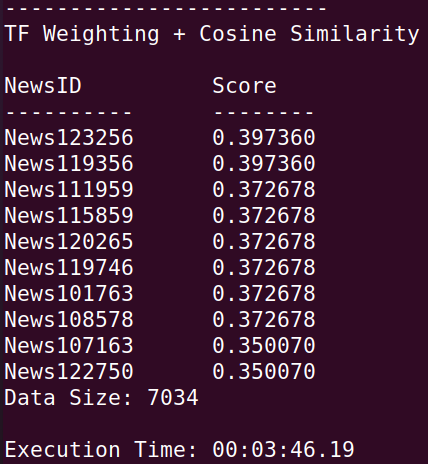 -------------------------
TF Weighting + Cosine Similarity
NewsID      Score
----------      --------
News123256      0.397360
News119356      0.397360
News111959      0.372678
News115859      0.372678
News120265      0.372678
News119746      0.372678
News101763      0.372678
News108578      0.372678
News107163      0.350070
News122750      0.350070
Data Size: 7034
Execution Time: 00:03:46.19